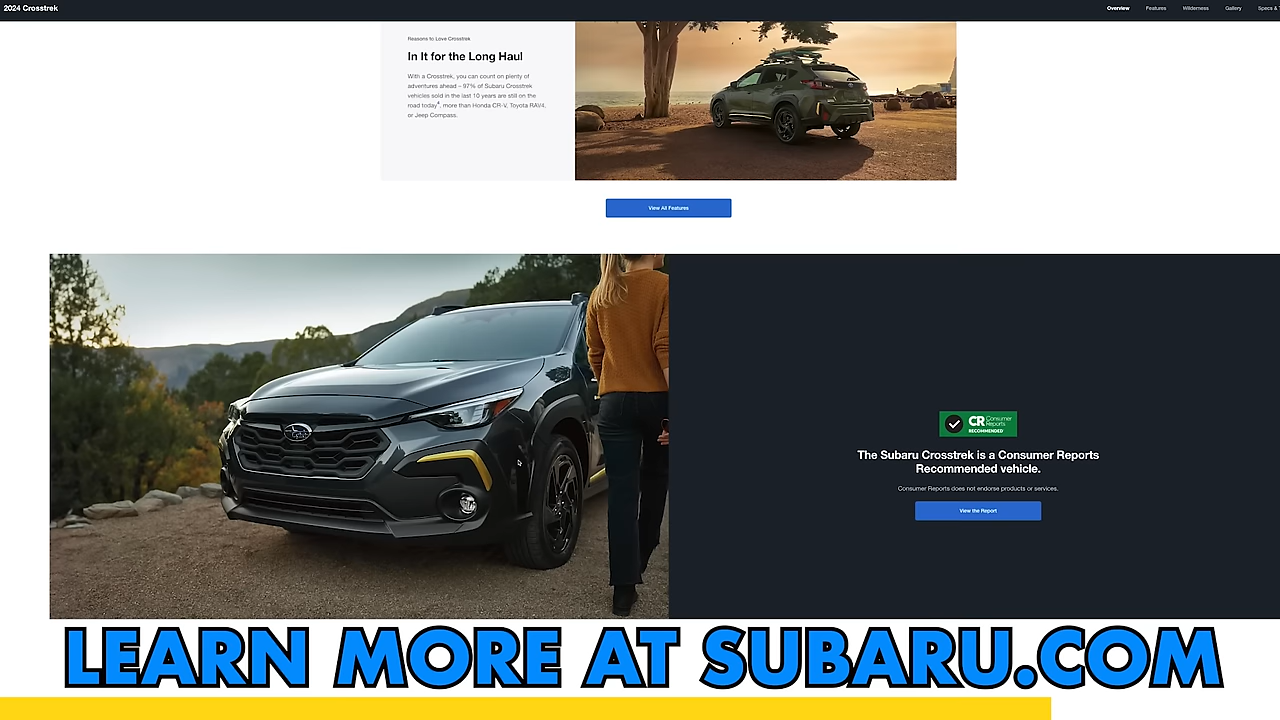 2024 Crosstrek
Overview
Features
Wilderness
Gallery
Specs &
Reasons to Love Crosstrek
In It for the Long Haul
With a Crosstrek, you can count on plenty of
adventures ahead – 97% of Subaru Crosstrek
vehicles sold in the last 10 years are still on the
road today4, more than Honda CR-V, Toyota RAV4,
or Jeep Compass.
View All Features
CR Consumer
Reports
RECOMMENDED
The Subaru Crosstrek is a Consumer Reports
Recommended vehicle.
Consumer Reports does not endorse products or services.
View the Report
LEARN MORE AT SUBARU.COM